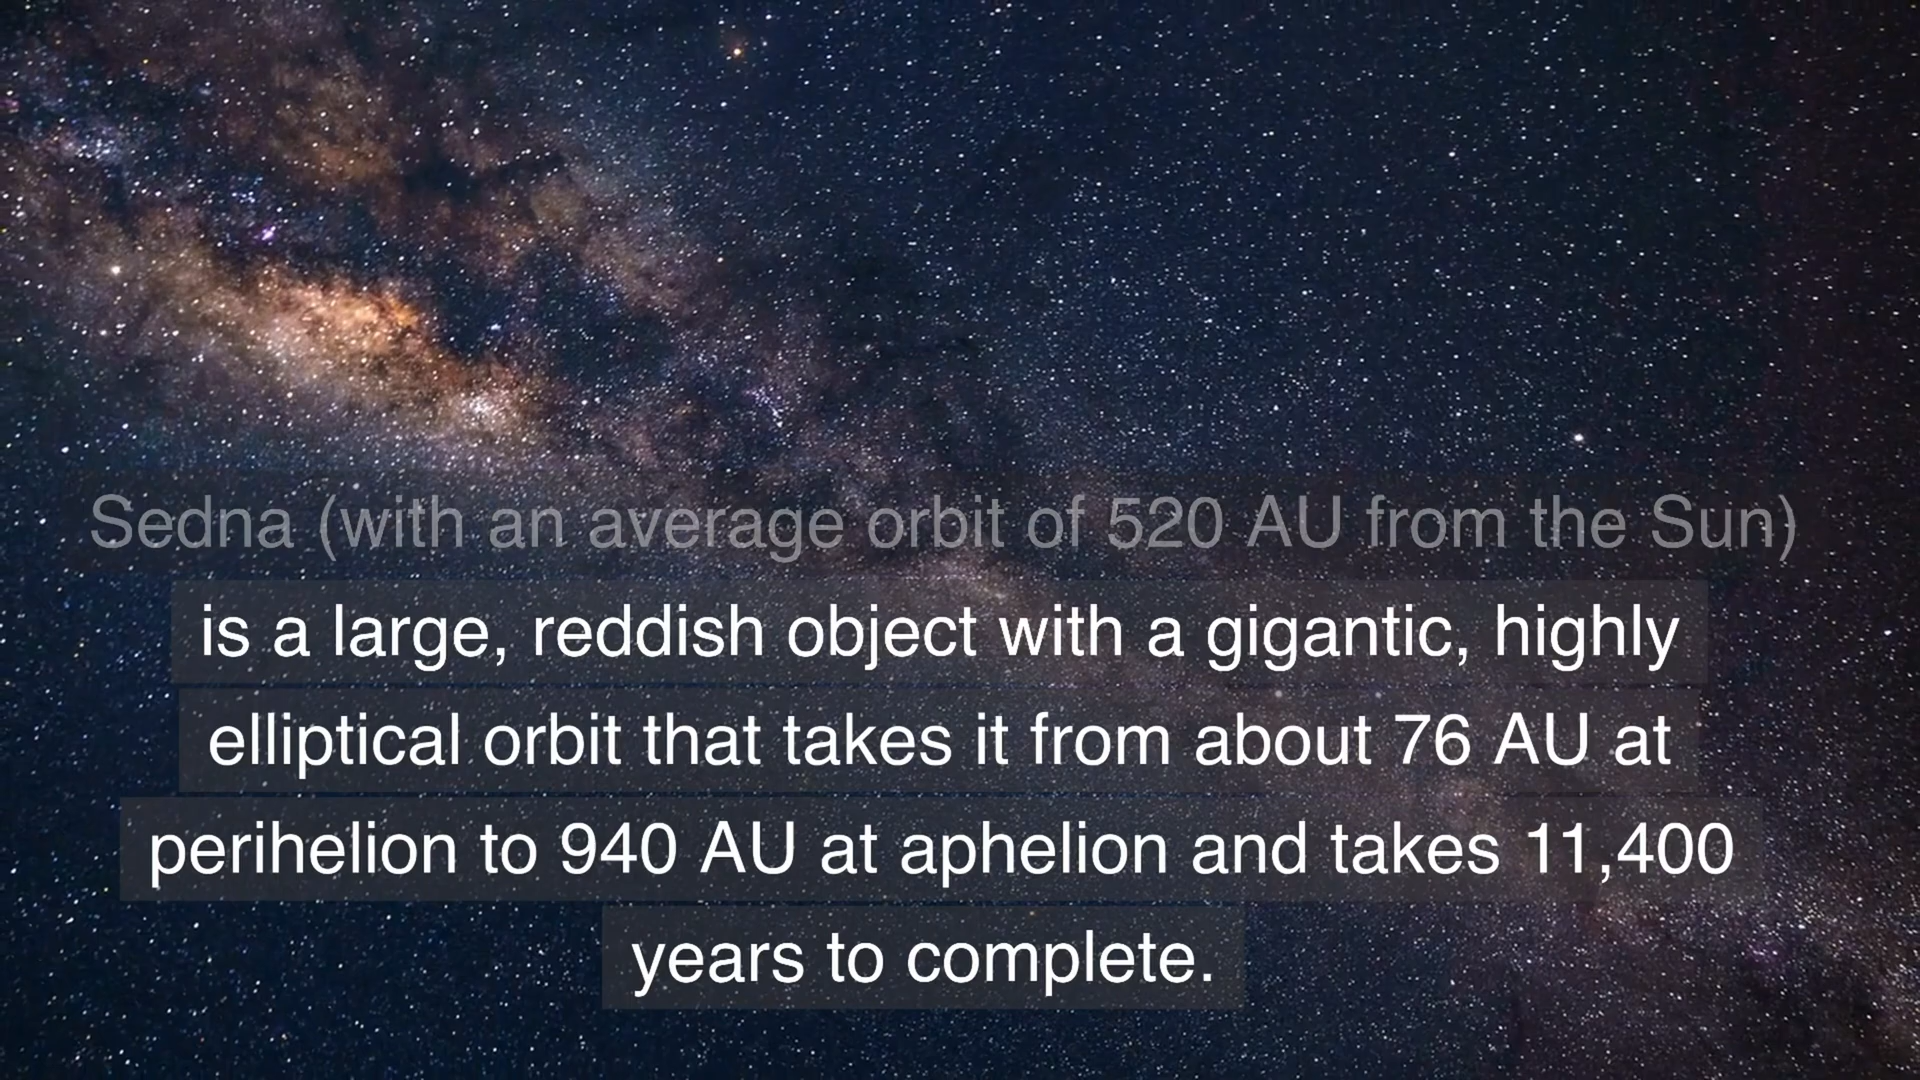 Sedna (with an average orbit of 520 AU from the Sun)
is a large, reddish object with a gigantic, highly
elliptical orbit that takes it from about 76 AU at
perihelion to 940 AU at aphelion and takes 11,400
years to complete.